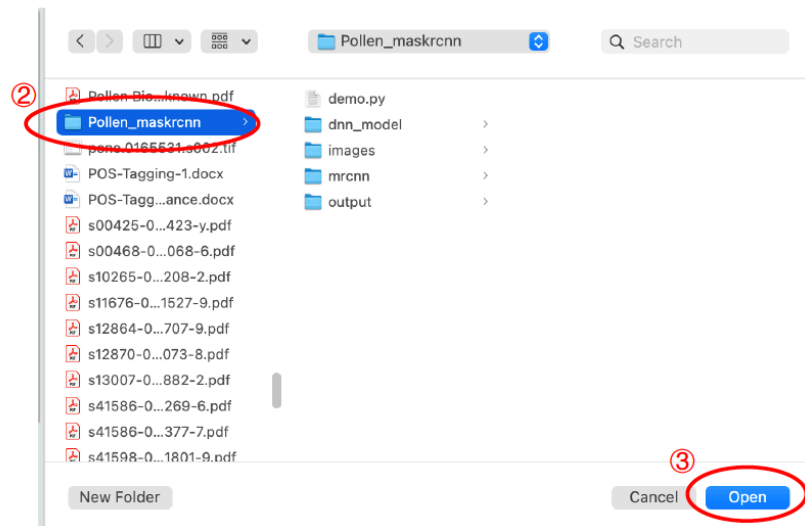 Pollen_maskrcnn
Search
②
Pollen Bio...known.pdf
Pollen_maskrcnn
pone.0165531.s002.tif
POS-Tagging-1.docx
POS-Tagg...ance.docx
s00425-0...423-y.pdf
s00468-0...068-6.pdf
s10265-0...208-2.pdf
s11676-0...1527-9.pdf
s12864-0...707-9.pdf
s12870-0...073-8.pdf
s13007-0...882-2.pdf
s41586-0...269-6.pdf
s41586-0...377-7.pdf
s41598-0...1801-9.pdf
demo.py
dnn_model
images
mrcnn
output
③
New Folder
Cancel
Open